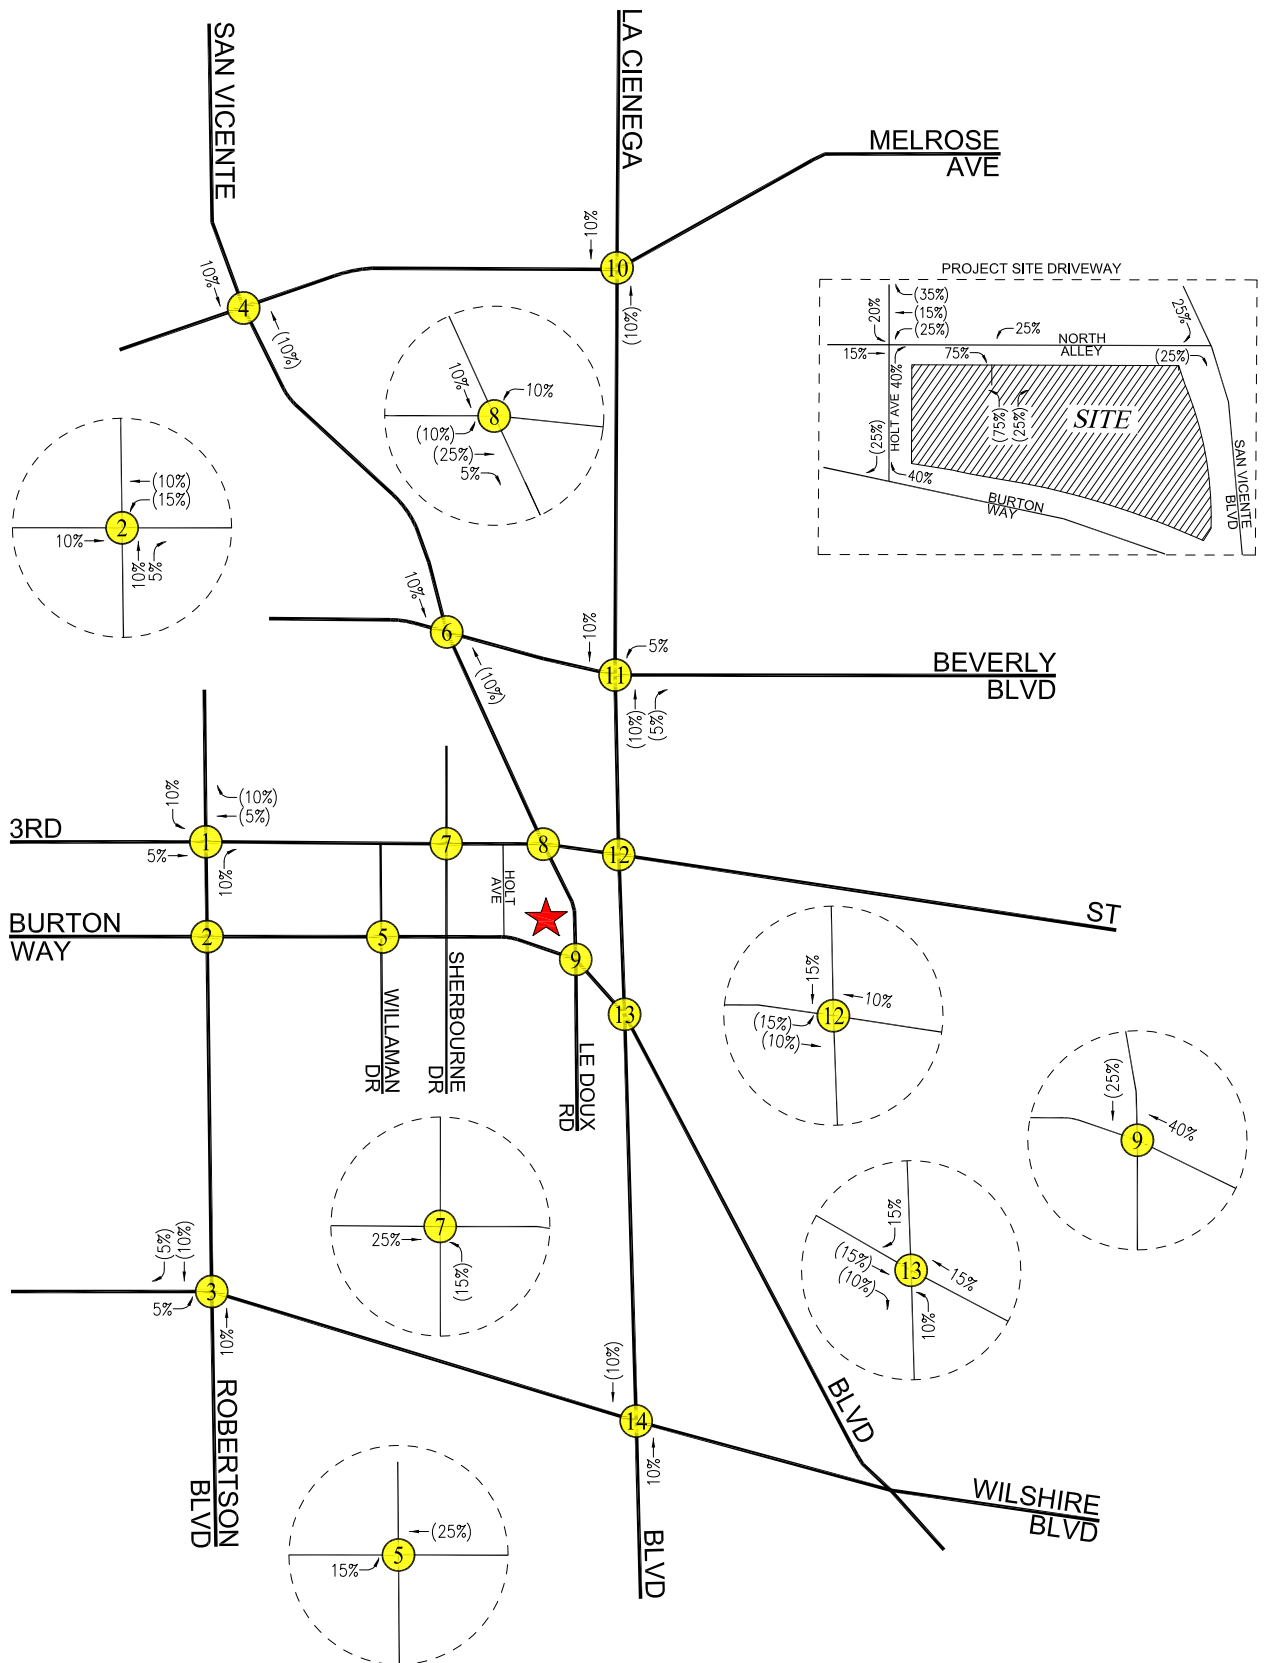 SAN VICENTE
LA CIENEGA
MELROSE
AVE
10%
10
(10%)
10%
4
(10%)
PROJECT SITE DRIVEWAY
20%
(35%)
(15%)
(25%)
25%
25%
NORTH
ALLEY
15%
75%
(25%)
HOLT AVE
40%
(75%)
(25%)
SITE
(25%)
40%
BURTON
WAY
SAN VICENTE
BLVD
10%
10%
8
(10%)
(25%)
5%
(10%)
(15%)
2
10%
10%
5%
10%
6
(10%)
10%
5%
11
(10%)
(5%)
BEVERLY
BLVD
10%
(10%)
(5%)
3RD
1
5%
10%
7
8
12
HOLT
AVE
ST
BURTON
WAY
2
5
9
13
WILLAMAN
DR
SHERBOURNE
DR
LE DOUX
RD
15%
10%
12
(15%)
(10%)
(25%)
40%
9
7
25%
(15%)
15%
(15%)
(10%)
13
15%
10%
(5%)
(10%)
3
5%
10%
ROBERTSON
BLVD
(10%)
14
10%
BLVD
BLVD
WILSHIRE
BLVD
(25%)
5
15%